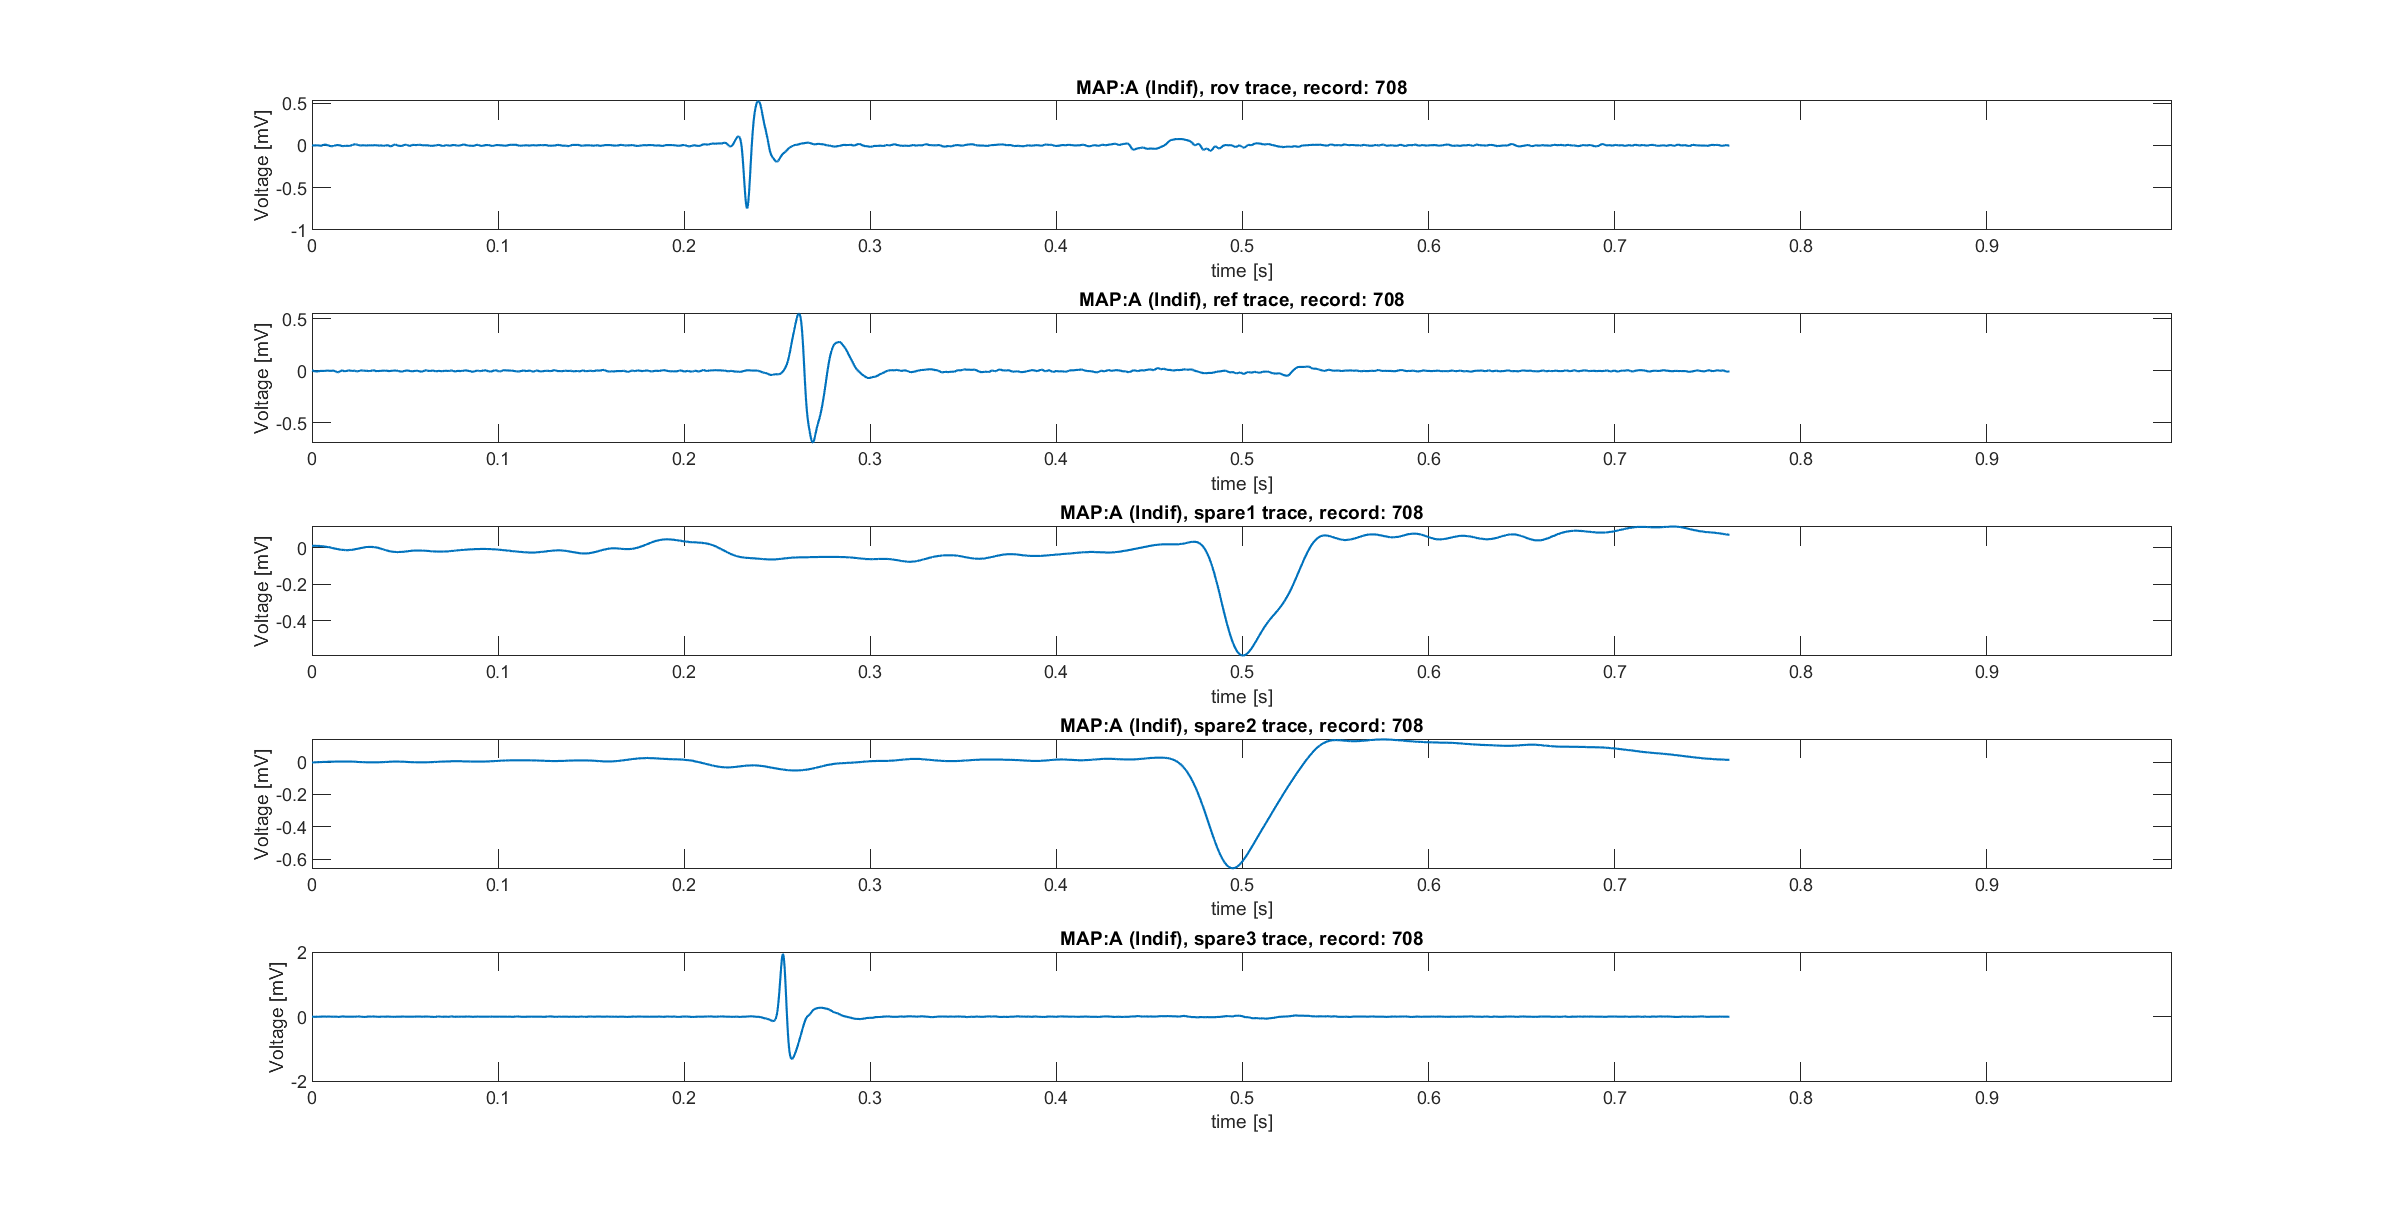 MAP:A (Indif), rov trace, record: 708
Voltage [mV]
0.5
0
-0.5
-1
0 0.1 0.2 0.3 0.4 0.5 0.6 0.7 0.8 0.9
time [s]
MAP:A (Indif), ref trace, record: 708
Voltage [mV]
0.5
0
-0.5
0 0.1 0.2 0.3 0.4 0.5 0.6 0.7 0.8 0.9
time [s]
MAP:A (Indif), spare1 trace, record: 708
Voltage [mV]
0
-0.2
-0.4
0 0.1 0.2 0.3 0.4 0.5 0.6 0.7 0.8 0.9
time [s]
MAP:A (Indif), spare2 trace, record: 708
Voltage [mV]
0
-0.2
-0.4
-0.6
0 0.1 0.2 0.3 0.4 0.5 0.6 0.7 0.8 0.9
time [s]
MAP:A (Indif), spare3 trace, record: 708
Voltage [mV]
2
0
-2
0 0.1 0.2 0.3 0.4 0.5 0.6 0.7 0.8 0.9
time [s]